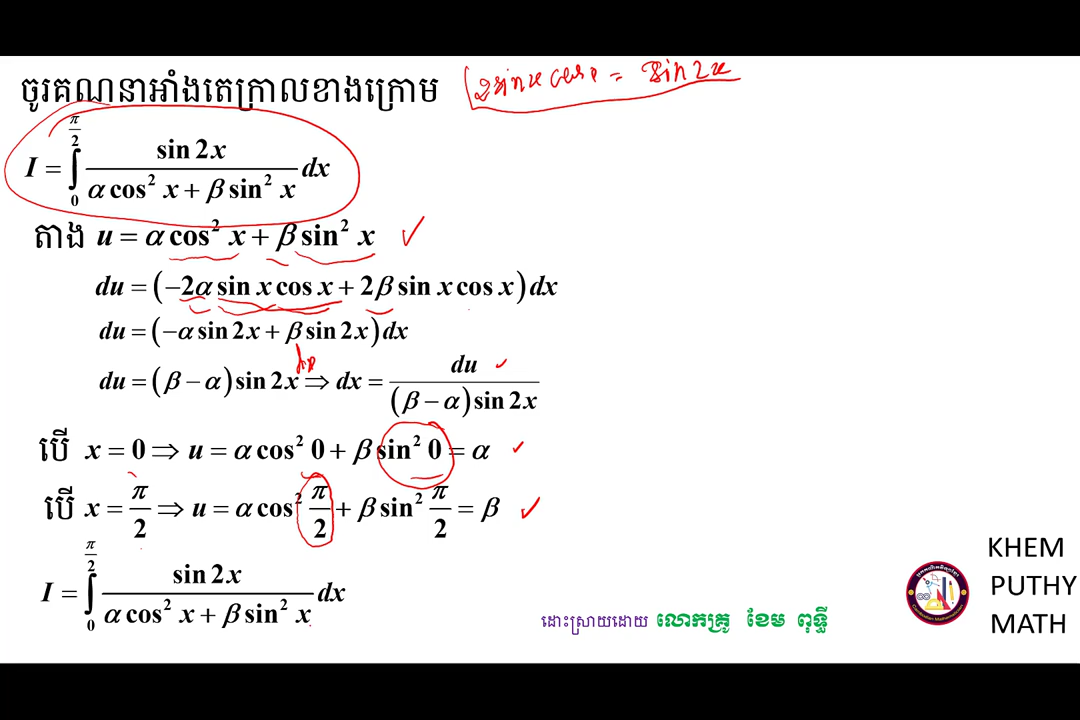 ចូរគណនាអាំងតេក្រាលខាងក្រោម 2sinx cosx = sin2x
I = ∫₀^(π/2) sin 2x / (α cos² x + β sin² x) dx
តាង u = α cos² x + β sin² x ✓
du = (−2α sin x cos x + 2β sin x cos x) dx
du = (−α sin 2x + β sin 2x) dx
du = (β − α) sin 2x dx ⇒ dx = du / ((β − α) sin 2x) ✓
បើ x = 0 ⇒ u = α cos² 0 + β sin² 0 = α ✓
បើ x = π/2 ⇒ u = α cos² π/2 + β sin² π/2 = β ✓
I = ∫₀^(π/2) sin 2x / (α cos² x + β sin² x) dx
ដោះស្រាយដោយ លោកគ្រូ ខែម ពុទ្ធី
KHEM
PUTHY
MATH